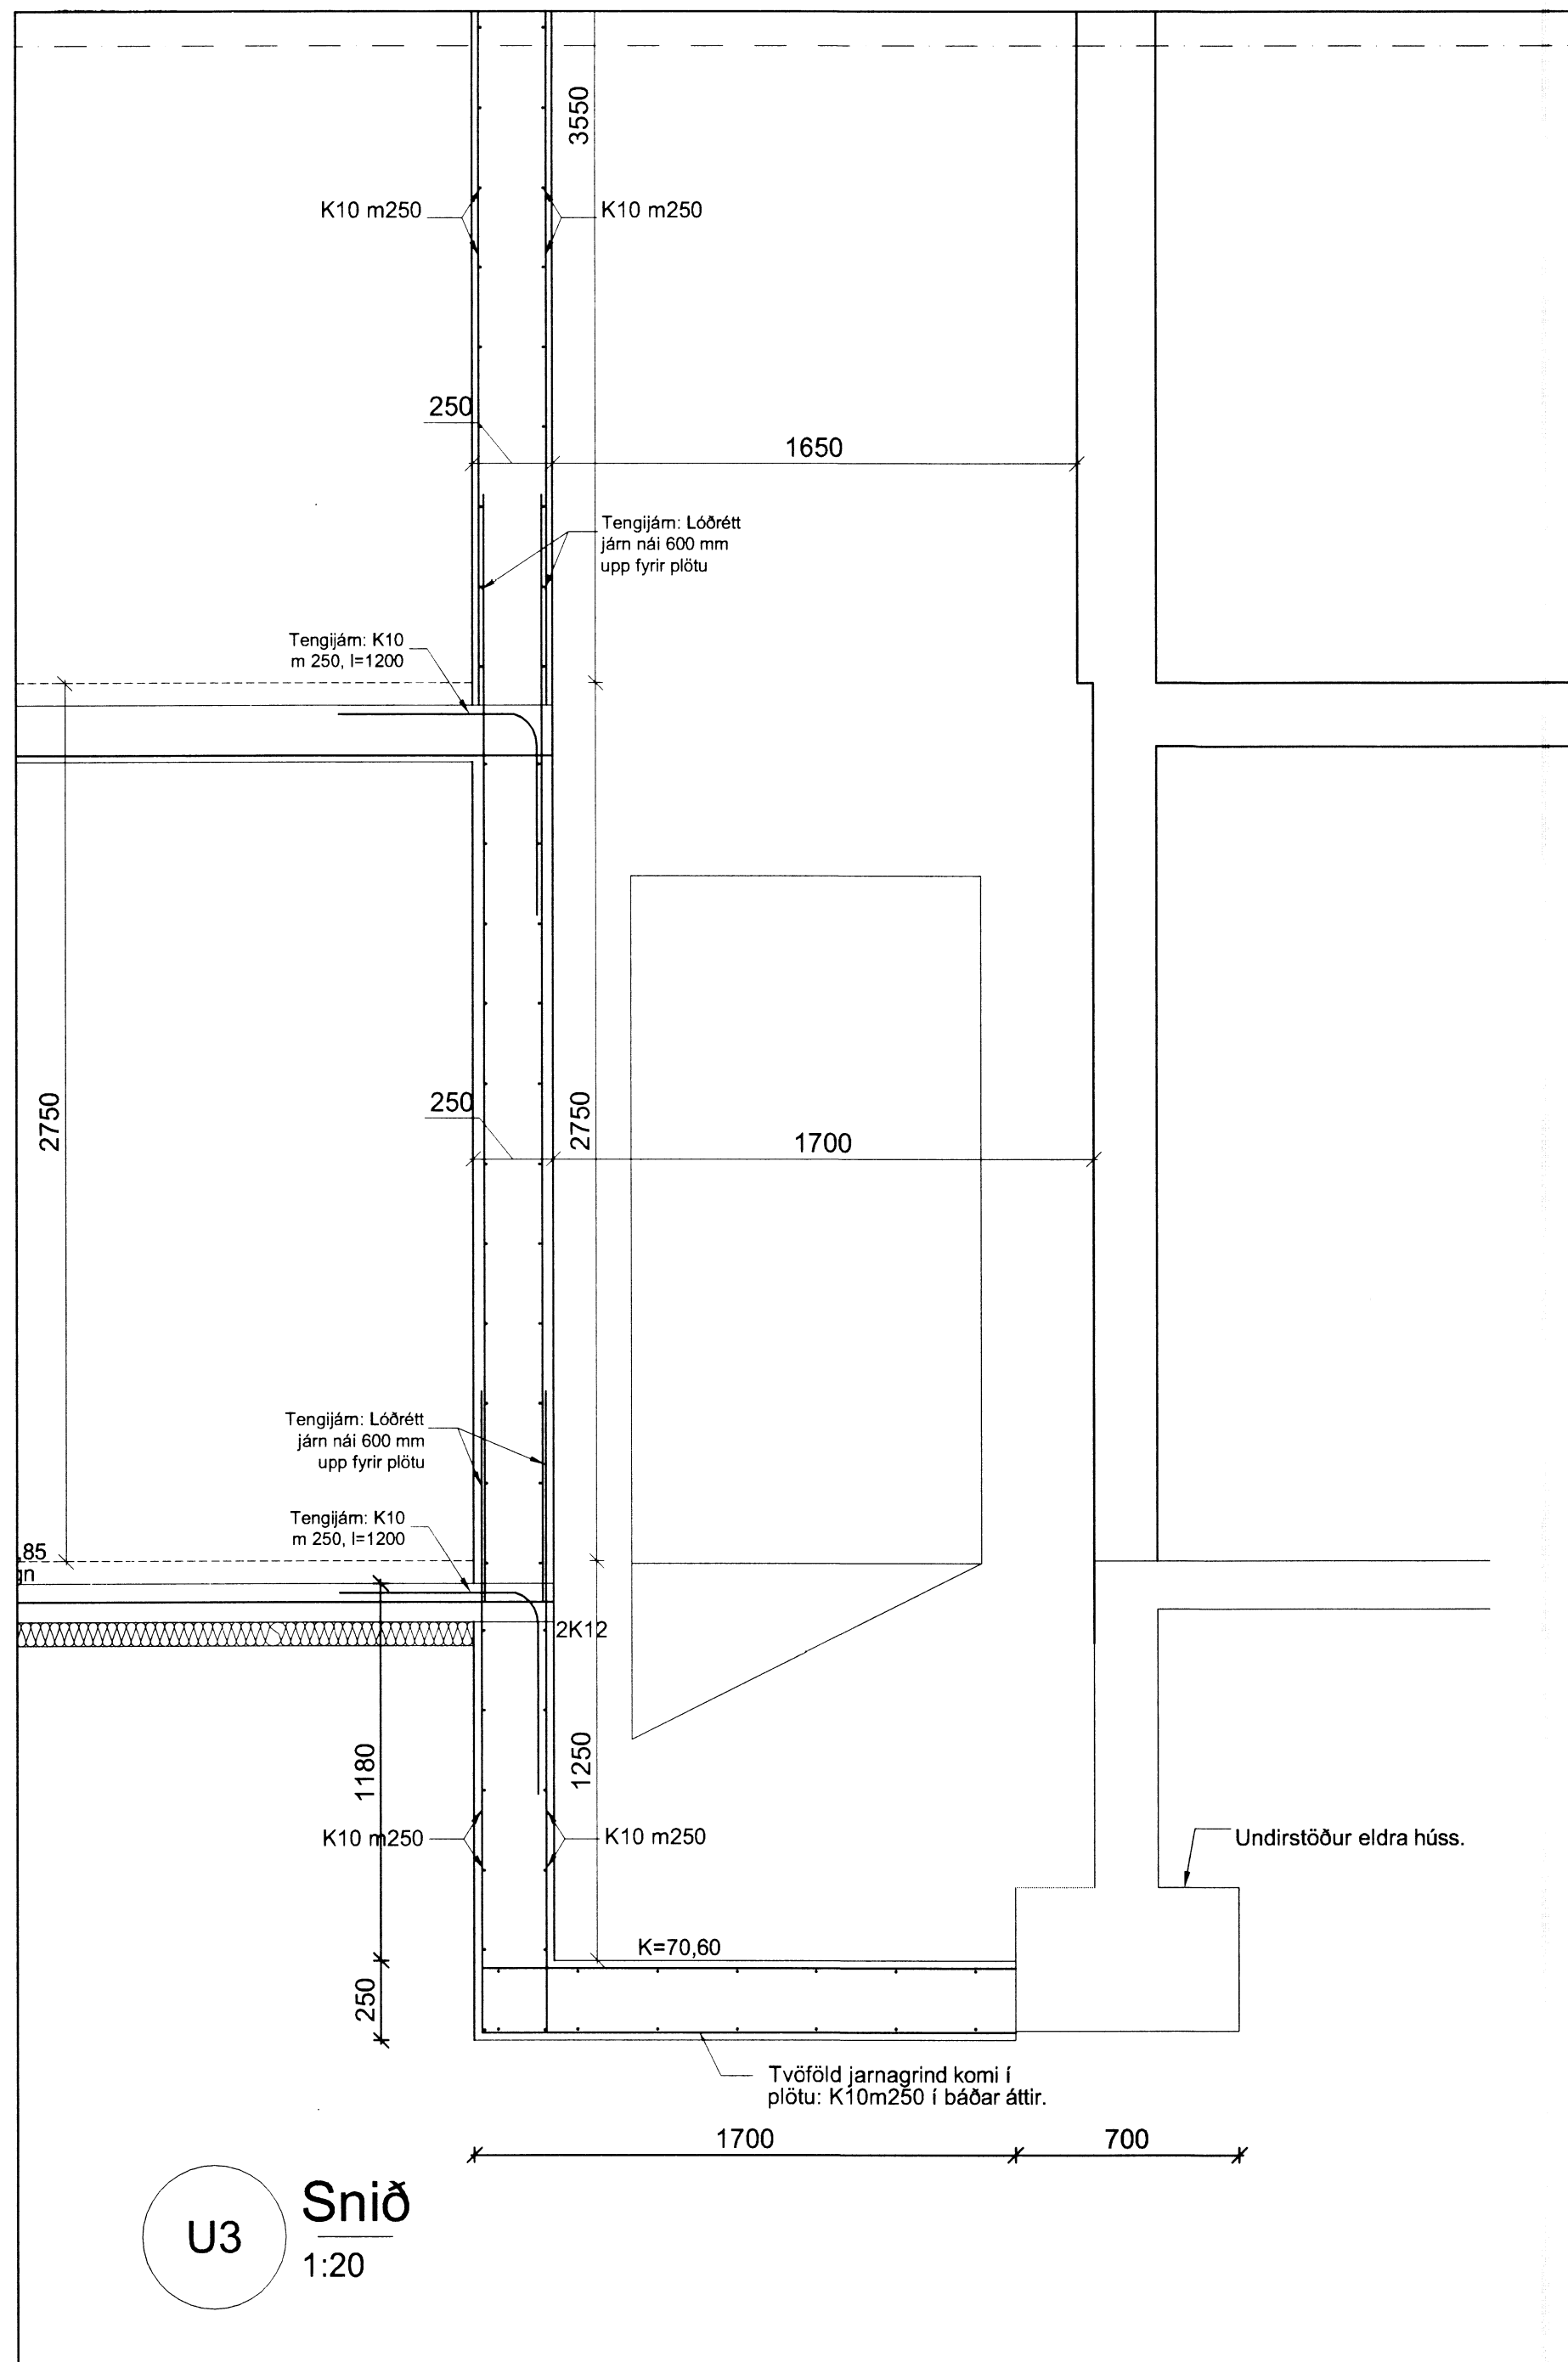 3550
K10 m250
K10 m250
250
1650
Tengijárn: Lóðrétt
járn nái 600 mm
upp fyrir plötu
Tengijárn: K10
m 250, l=1200
2750
250
2750
1700
Tengijárn: Lóðrétt
járn nái 600 mm
upp fyrir plötu
Tengijárn: K10
m 250, l=1200
85
gn
2K12
1180
1250
K10 m250
K10 m250
Undirstöður eldra húss.
K=70,60
250
Tvöföld jarnagrind komi í
plötu: K10m250 í báðar áttir.
1700
700
U3
Snið
1:20